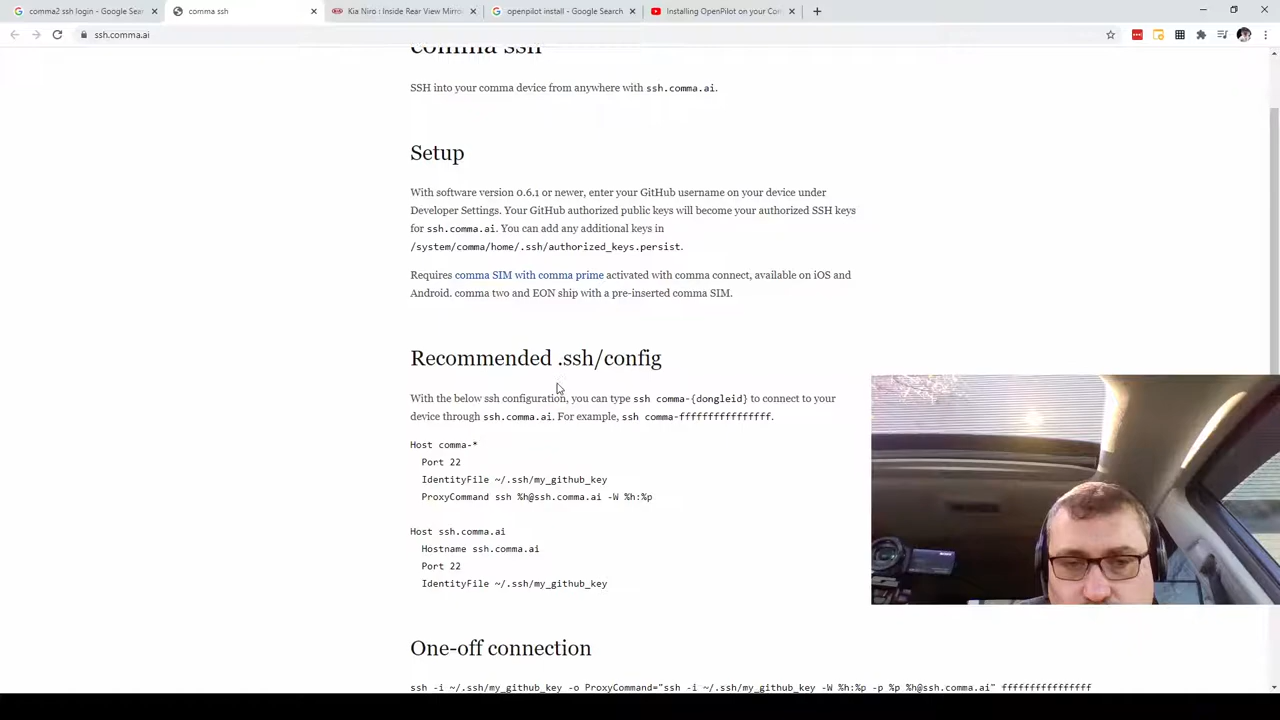 comma2 ssh login - Google Sear
comma ssh
Kia Niro : Inside Rear View Mirro
openpilot install - Google Search
Installing OpenPilot on your Com
ssh.comma.ai
comma ssh
SSH into your comma device from anywhere with ssh.comma.ai.
Setup
With software version 0.6.1 or newer, enter your GitHub username on your device under
Developer Settings. Your GitHub authorized public keys will become your authorized SSH keys
for ssh.comma.ai. You can add any additional keys in
/system/comma/home/.ssh/authorized_keys.persist.
Requires comma SIM with comma prime activated with comma connect, available on iOS and
Android. comma two and EON ship with a pre-inserted comma SIM.
Recommended .ssh/config
With the below ssh configuration, you can type ssh comma-{dongleid} to connect to your
device through ssh.comma.ai. For example, ssh comma-ffffffffffffffff.
Host comma-*
Port 22
IdentityFile ~/.ssh/my_github_key
ProxyCommand ssh %h@ssh.comma.ai -W %h:%p
Host ssh.comma.ai
Hostname ssh.comma.ai
Port 22
IdentityFile ~/.ssh/my_github_key
One-off connection
ssh -i ~/.ssh/my_github_key -o ProxyCommand="ssh -i ~/.ssh/my_github_key -W %h:%p -p %p %h@ssh.comma.ai" ffffffffffffffff
SONY